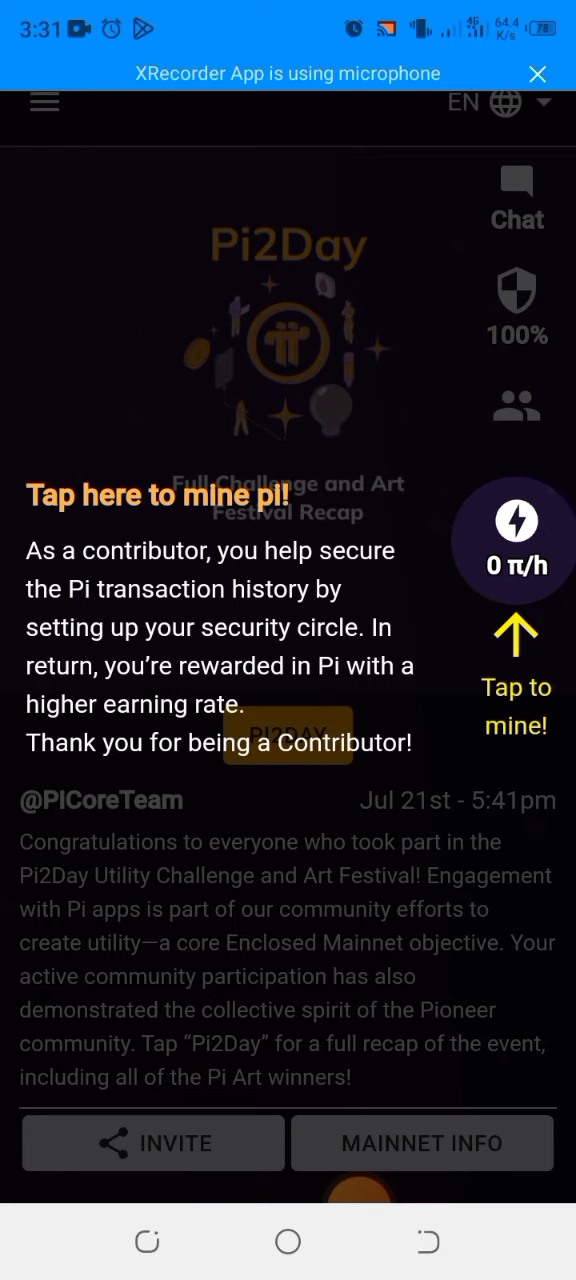 3:31
4G
64.4
K/s
78
XRecorder App is using microphone
EN
Chat
Pi2Day
100%
Full Challenge and Art
Festival Recap
Tap here to mine pi!
As a contributor, you help secure
the Pi transaction history by
setting up your security circle. In
return, you’re rewarded in Pi with a
higher earning rate.
Thank you for being a Contributor!
0 π/h
Tap to
mine!
PI2DAY
@PiCoreTeam
Jul 21st - 5:41pm
Congratulations to everyone who took part in the
Pi2Day Utility Challenge and Art Festival! Engagement
with Pi apps is part of our community efforts to
create utility—a core Enclosed Mainnet objective. Your
active community participation has also
demonstrated the collective spirit of the Pioneer
community. Tap “Pi2Day” for a full recap of the event,
including all of the Pi Art winners!
INVITE
MAINNET INFO